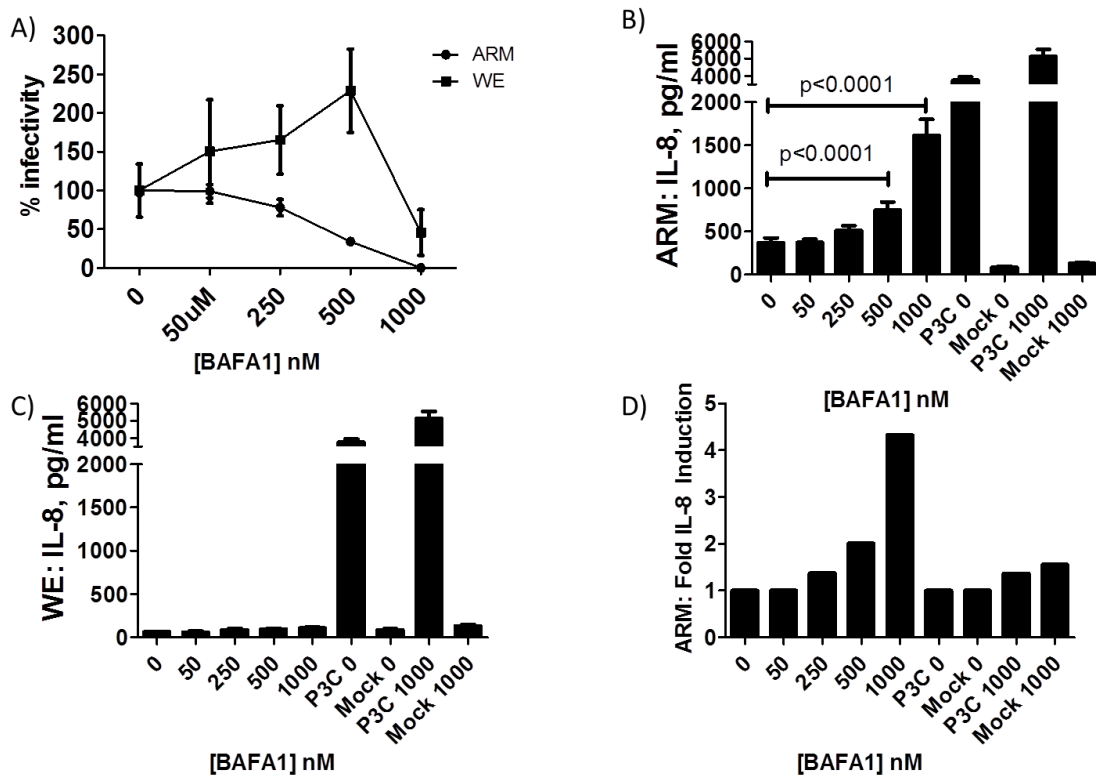 A)
% infectivity
300
250
200
150
100
50
0
ARM
WE
0
50uM
250
500
1000
[BAFA1] nM
B)
ARM: IL-8, pg/ml
6000
5000
4000
2000
1500
1000
500
0
p<0.0001
p<0.0001
0
50
250
500
1000
P3C 0
Mock 0
P3C 1000
Mock 1000
[BAFA1] nM
C)
WE: IL-8, pg/ml
6000
5000
4000
2000
1500
1000
500
0
0
50
250
500
1000
P3C 0
Mock 0
P3C 1000
Mock 1000
[BAFA1] nM
D)
ARM: Fold IL-8 Induction
5
4
3
2
1
0
0
50
250
500
1000
P3C 0
Mock 0
P3C 1000
Mock 1000
[BAFA1] nM